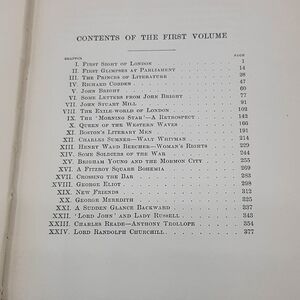 CONTENTS OF THE FIRST VOLUME
CHAPTER PAGE
I. First Sight of London 1
II. First Glimpses at Parliament 14
III. The Princes of Literature 28
IV. Richard Cobden 47
V. John Bright 60
VI. Some Letters from John Bright 77
VII. John Stuart Mill 91
VIII. The Exile-World of London 102
IX. The 'Morning Star'—A Retrospect 142
X. Queen of the Western Waves 166
XI. Boston's Literary Men 191
XII. Charles Sumner—Walt Whitman 214
XIII. Henry Ward Beecher—Woman's Rights 231
XIV. Some Soldiers of the War 244
XV. Brigham Young and the Mormon City 255
XVI. A Fitzroy Square Bohemia 269
XVII. Crossing the Bar 283
XVIII. George Eliot 298
XIX. New Friends 312
XX. George Meredith 325
XXI. A Sudden Glance Backward 337
XXII. 'Lord John' and Lady Russell 343
XXIII. Charles Reade—Anthony Trollope 354
XXIV. Lord Randolph Churchill 377